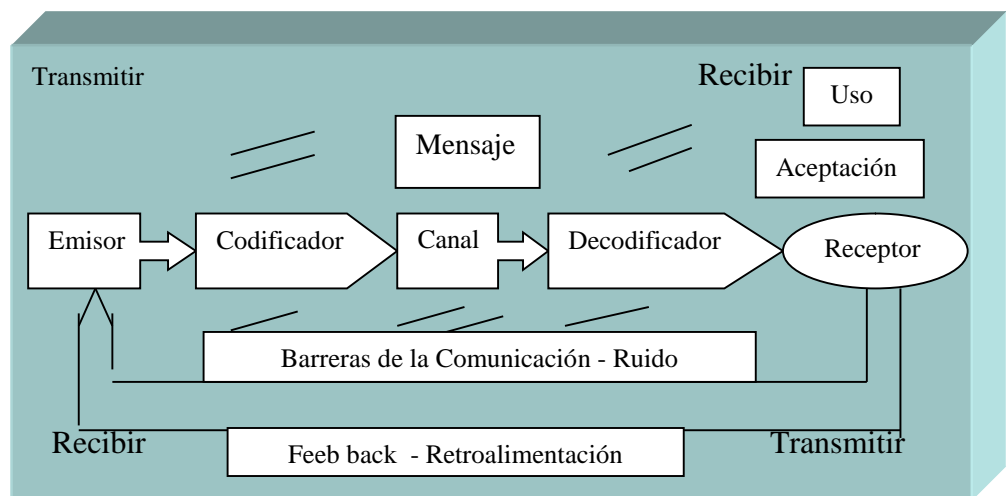 Transmitir
Recibir
Uso
Mensaje
Aceptación
Emisor
Codificador
Canal
Decodificador
Receptor
Barreras de la Comunicación - Ruido
Recibir
Transmitir
Feeb back - Retroalimentación